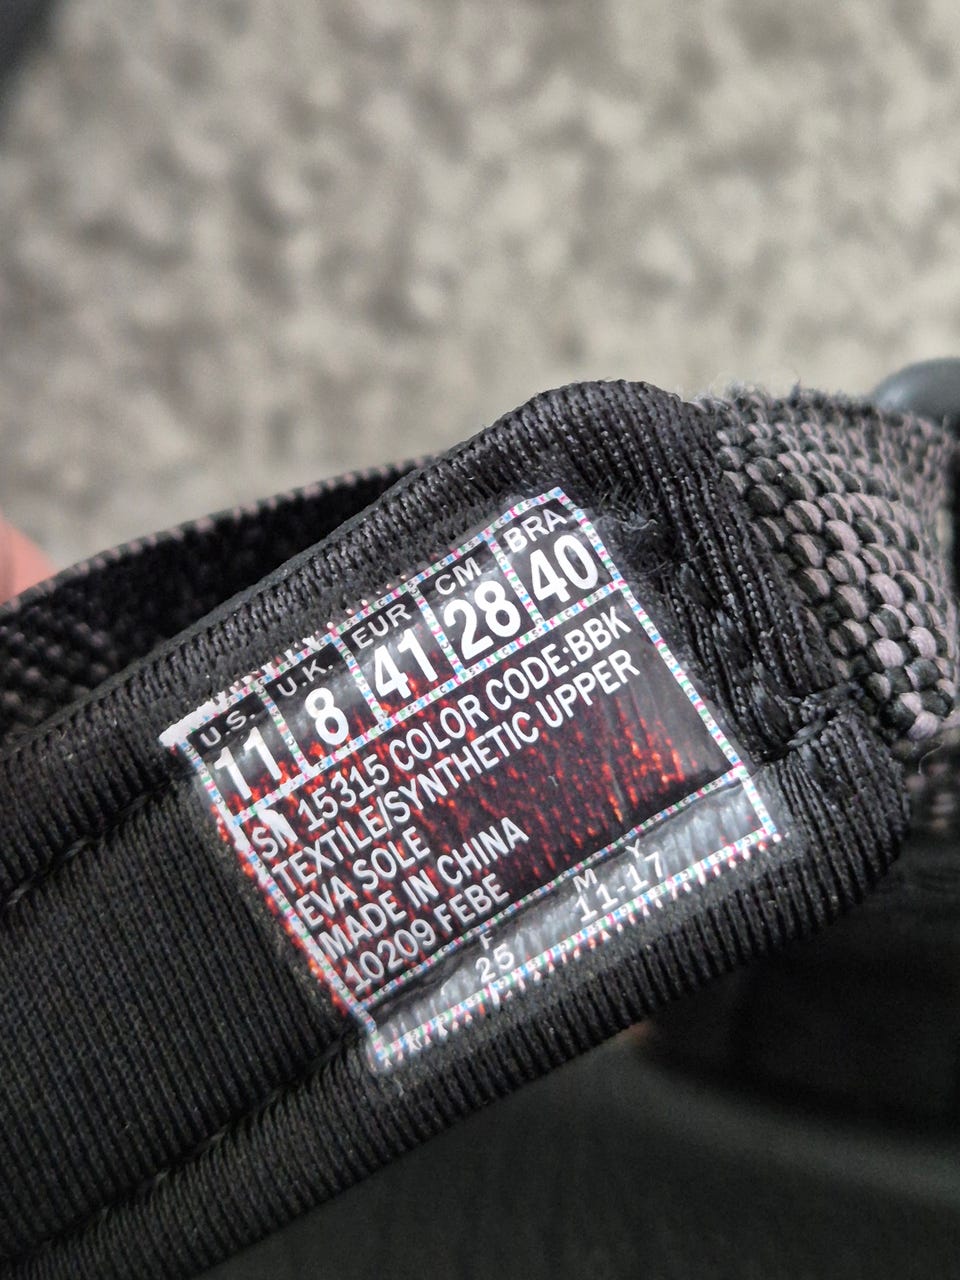 U.S. U.K. EUR CM BRA
11 8 41 28 40
SN 15315 COLOR CODE:BBK
TEXTILE/SYNTHETIC UPPER
EVA SOLE
MADE IN CHINA
10209 FEBE
F M Y
25 11-17